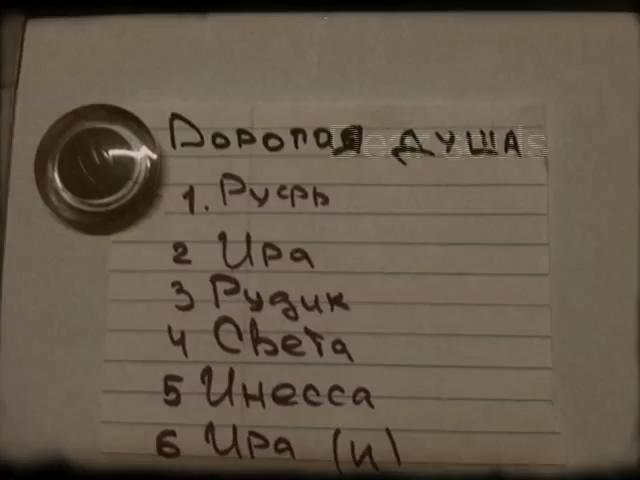 Дорогая душа
1. Русрь
2 Ира
3 Рудик
4 Света
5 Инесса
6 Ира (И)